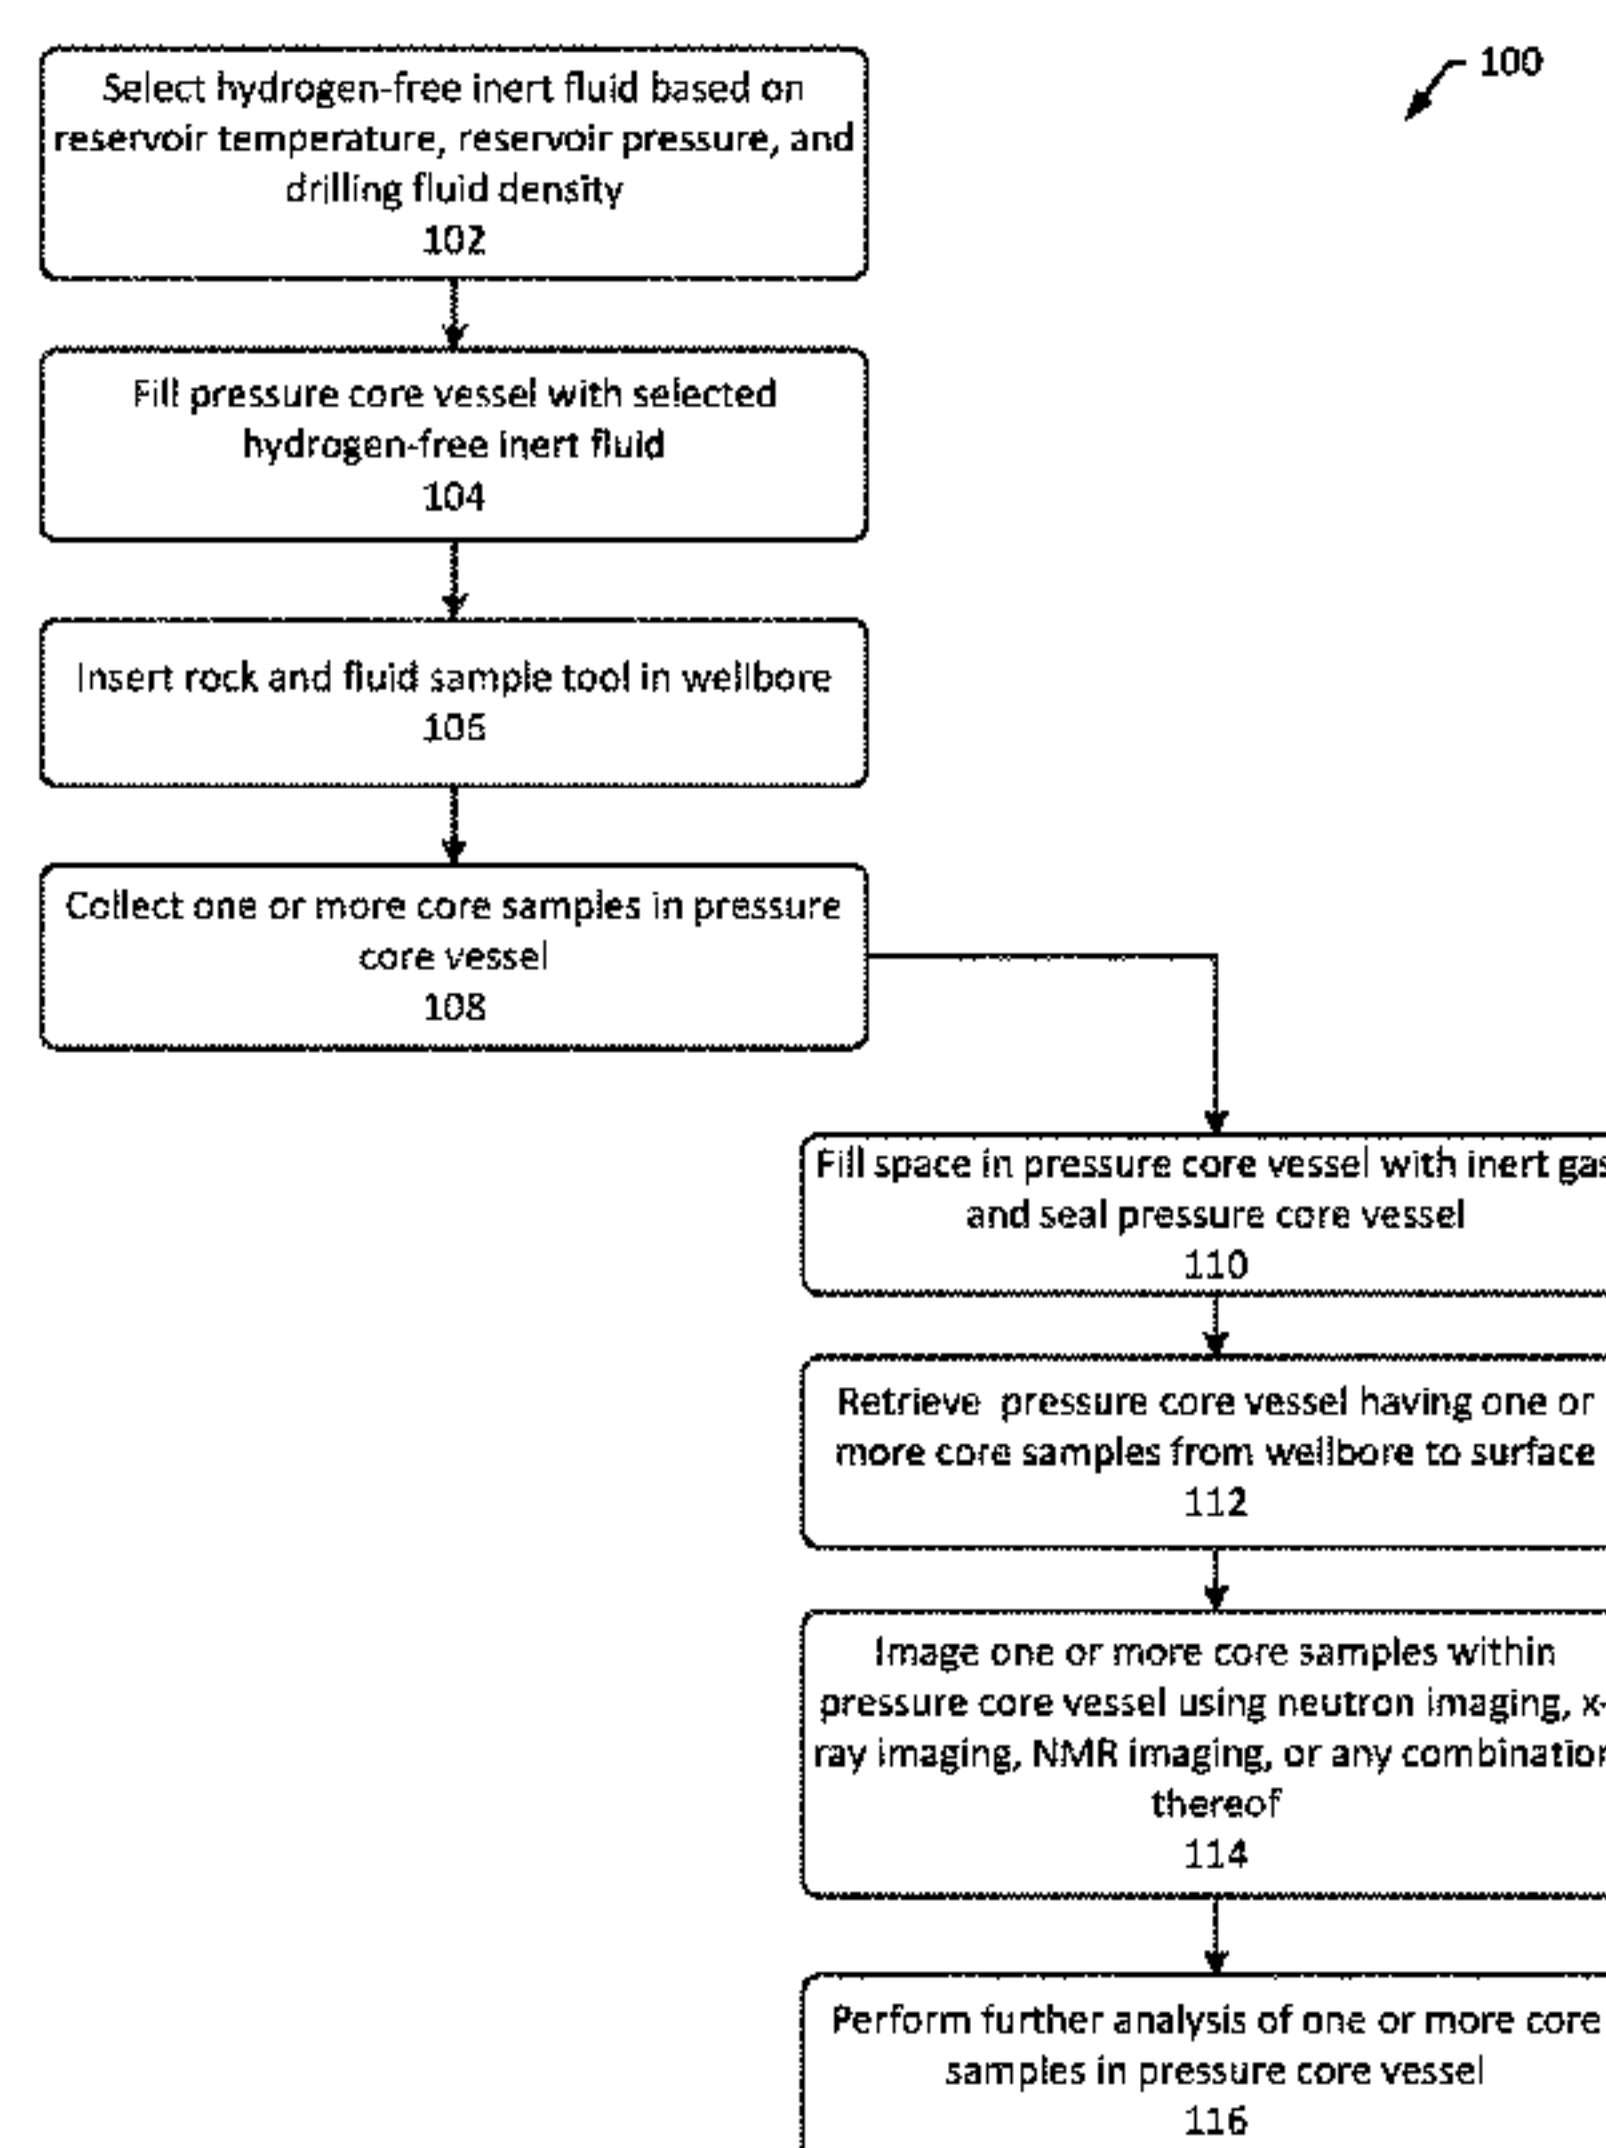 100
Select hydrogen-free inert fluid based on
reservoir temperature, reservoir pressure, and
drilling fluid density
102
Fill pressure core vessel with selected
hydrogen-free inert fluid
104
Insert rock and fluid sample tool in wellbore
106
Collect one or more core samples in pressure
core vessel
108
Fill space in pressure core vessel with inert gas
and seal pressure core vessel
110
Retrieve pressure core vessel having one or
more core samples from wellbore to surface
112
Image one or more core samples within
pressure core vessel using neutron imaging, x-
ray imaging, NMR imaging, or any combination
thereof
114
Perform further analysis of one or more core
samples in pressure core vessel
116